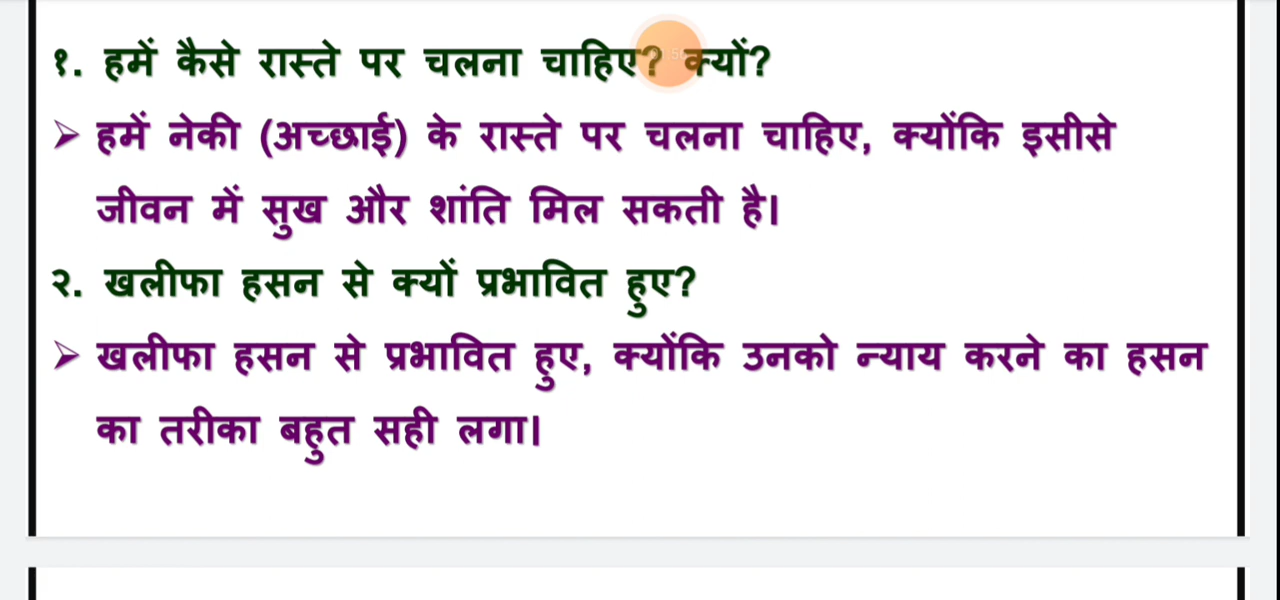 १. हमें कैसे रास्ते पर चलना चाहिए? क्यों?
➢ हमें नेकी (अच्छाई) के रास्ते पर चलना चाहिए, क्योंकि इसीसे
जीवन में सुख और शांति मिल सकती है।
२. खलीफा हसन से क्यों प्रभावित हुए?
➢ खलीफा हसन से प्रभावित हुए, क्योंकि उनको न्याय करने का हसन
का तरीका बहुत सही लगा।